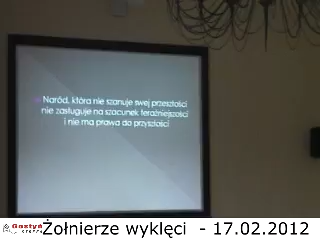 Naród, która nie szanuje swej przeszłości
nie zasługuje na szacunek teraźniejszości
i nie ma prawa do przyszłości
Żołnierze wyklęci - 17.02.2012